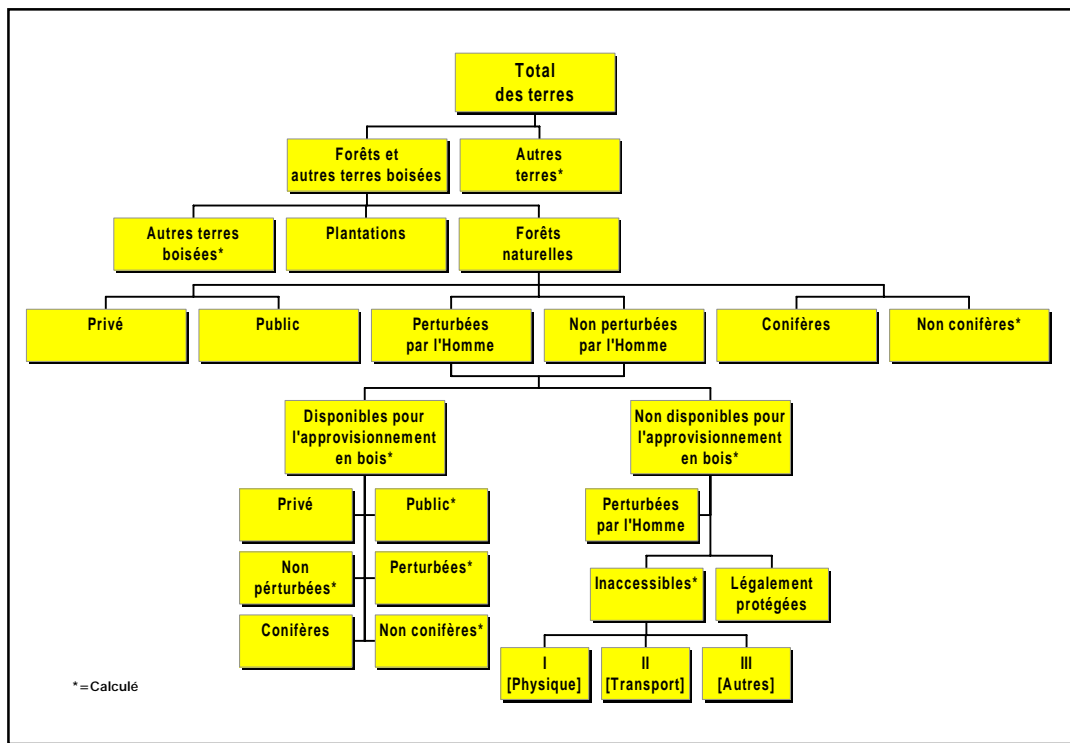 Total
des terres
Forêts et
autres terres boisées
Autres
terres*
Autres terres
boisées*
Plantations
Forêts
naturelles
Privé
Public
Perturbées
par l'Homme
Non perturbées
par l'Homme
Conifères
Non conifères*
Disponibles pour
l'approvisionnement
en bois*
Non disponibles pour
l'approvisionnement
en bois*
Privé
Public*
Perturbées
par l'Homme
Non
pérturbées*
Perturbées*
Inaccessibles*
Légalement
protégées
Conifères
Non conifères*
I
[Physique]
II
[Transport]
III
[Autres]
*=Calculé